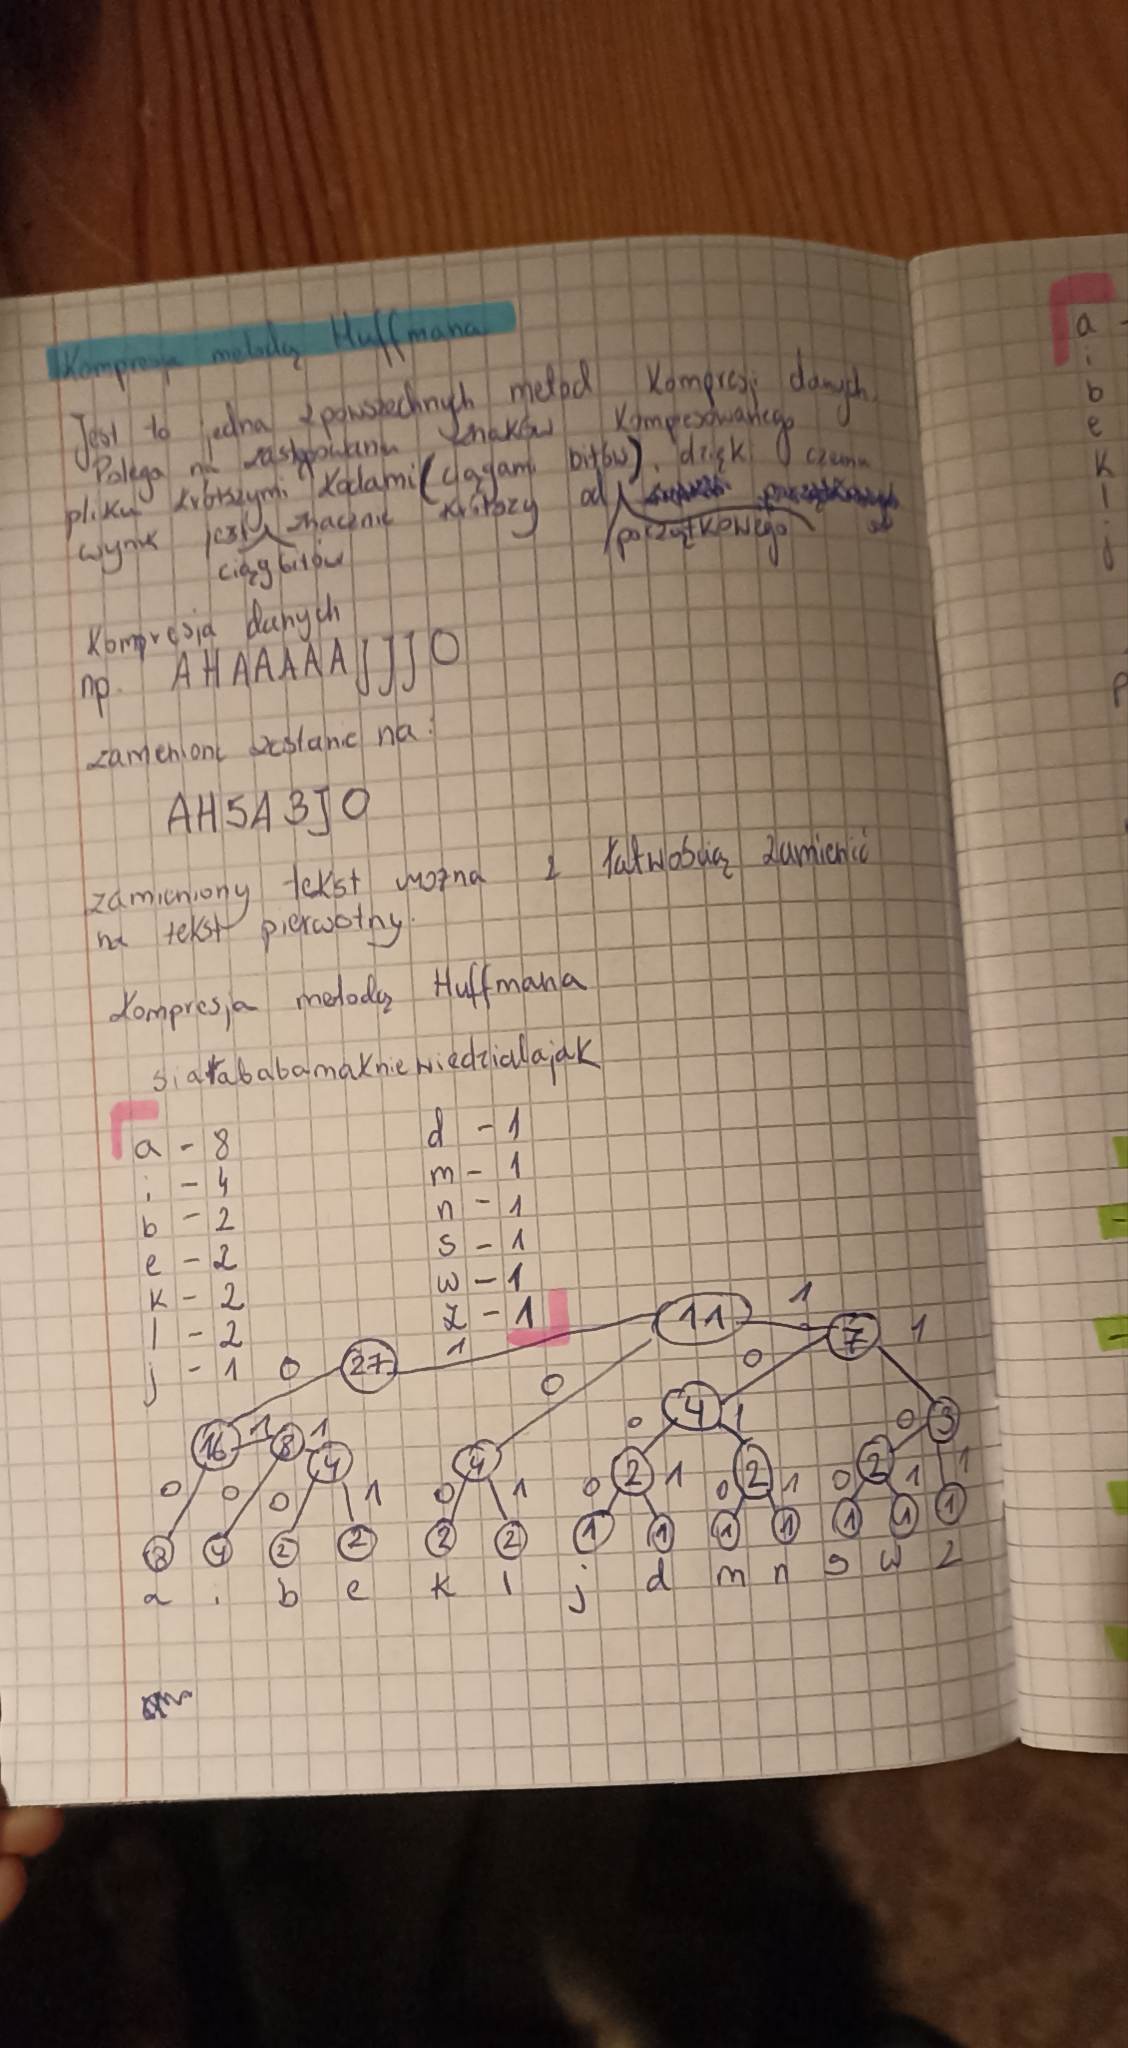 Kompresja metodą Huffmana
Jest to jedna z powszechnych metod kompresji danych.
Polega na zastępowaniu znaków kompresowanego
pliku krótszymi kodami (ciągami bitów), dzięki czemu
wynik jest znacznie krótszy od
ciąg bitów
początkowego
Kompresja danych
np. AHAAAAAJJJO
zamenione zostanie na:
AH5A3JO
zamieniony tekst można z łatwością zamienić
na tekst pierwotny.
Kompresja metodą Huffmana
siałababamakniewiedzialajak
a - 8
i - 4
b - 2
e - 2
k - 2
l - 2
j - 1
d - 1
m - 1
n - 1
s - 1
w - 1
z - 1
27 0 1
11 0 1
7 0 1
16 0 1
8 0 1
4 0 1
4 0 1
4 0 1
3 0 1
2 0 1
2 0 1
2 0 1
8 4 2 2 2 2 1 1 1 1 1 1 1
a i b e k l j d m n s w z
a -
i
b
e
k
l
j